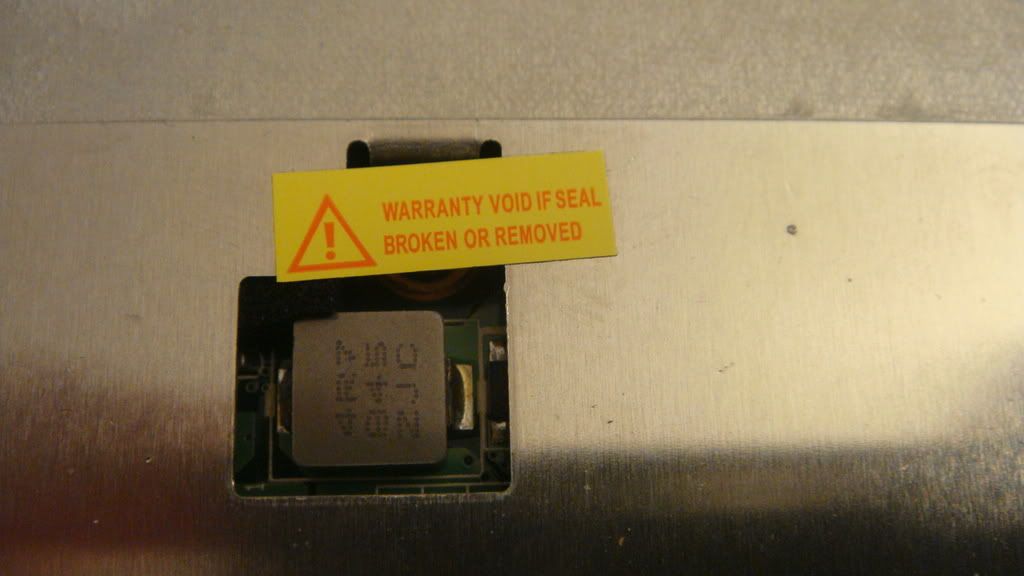 WARRANTY VOID IF SEAL
BROKEN OR REMOVED